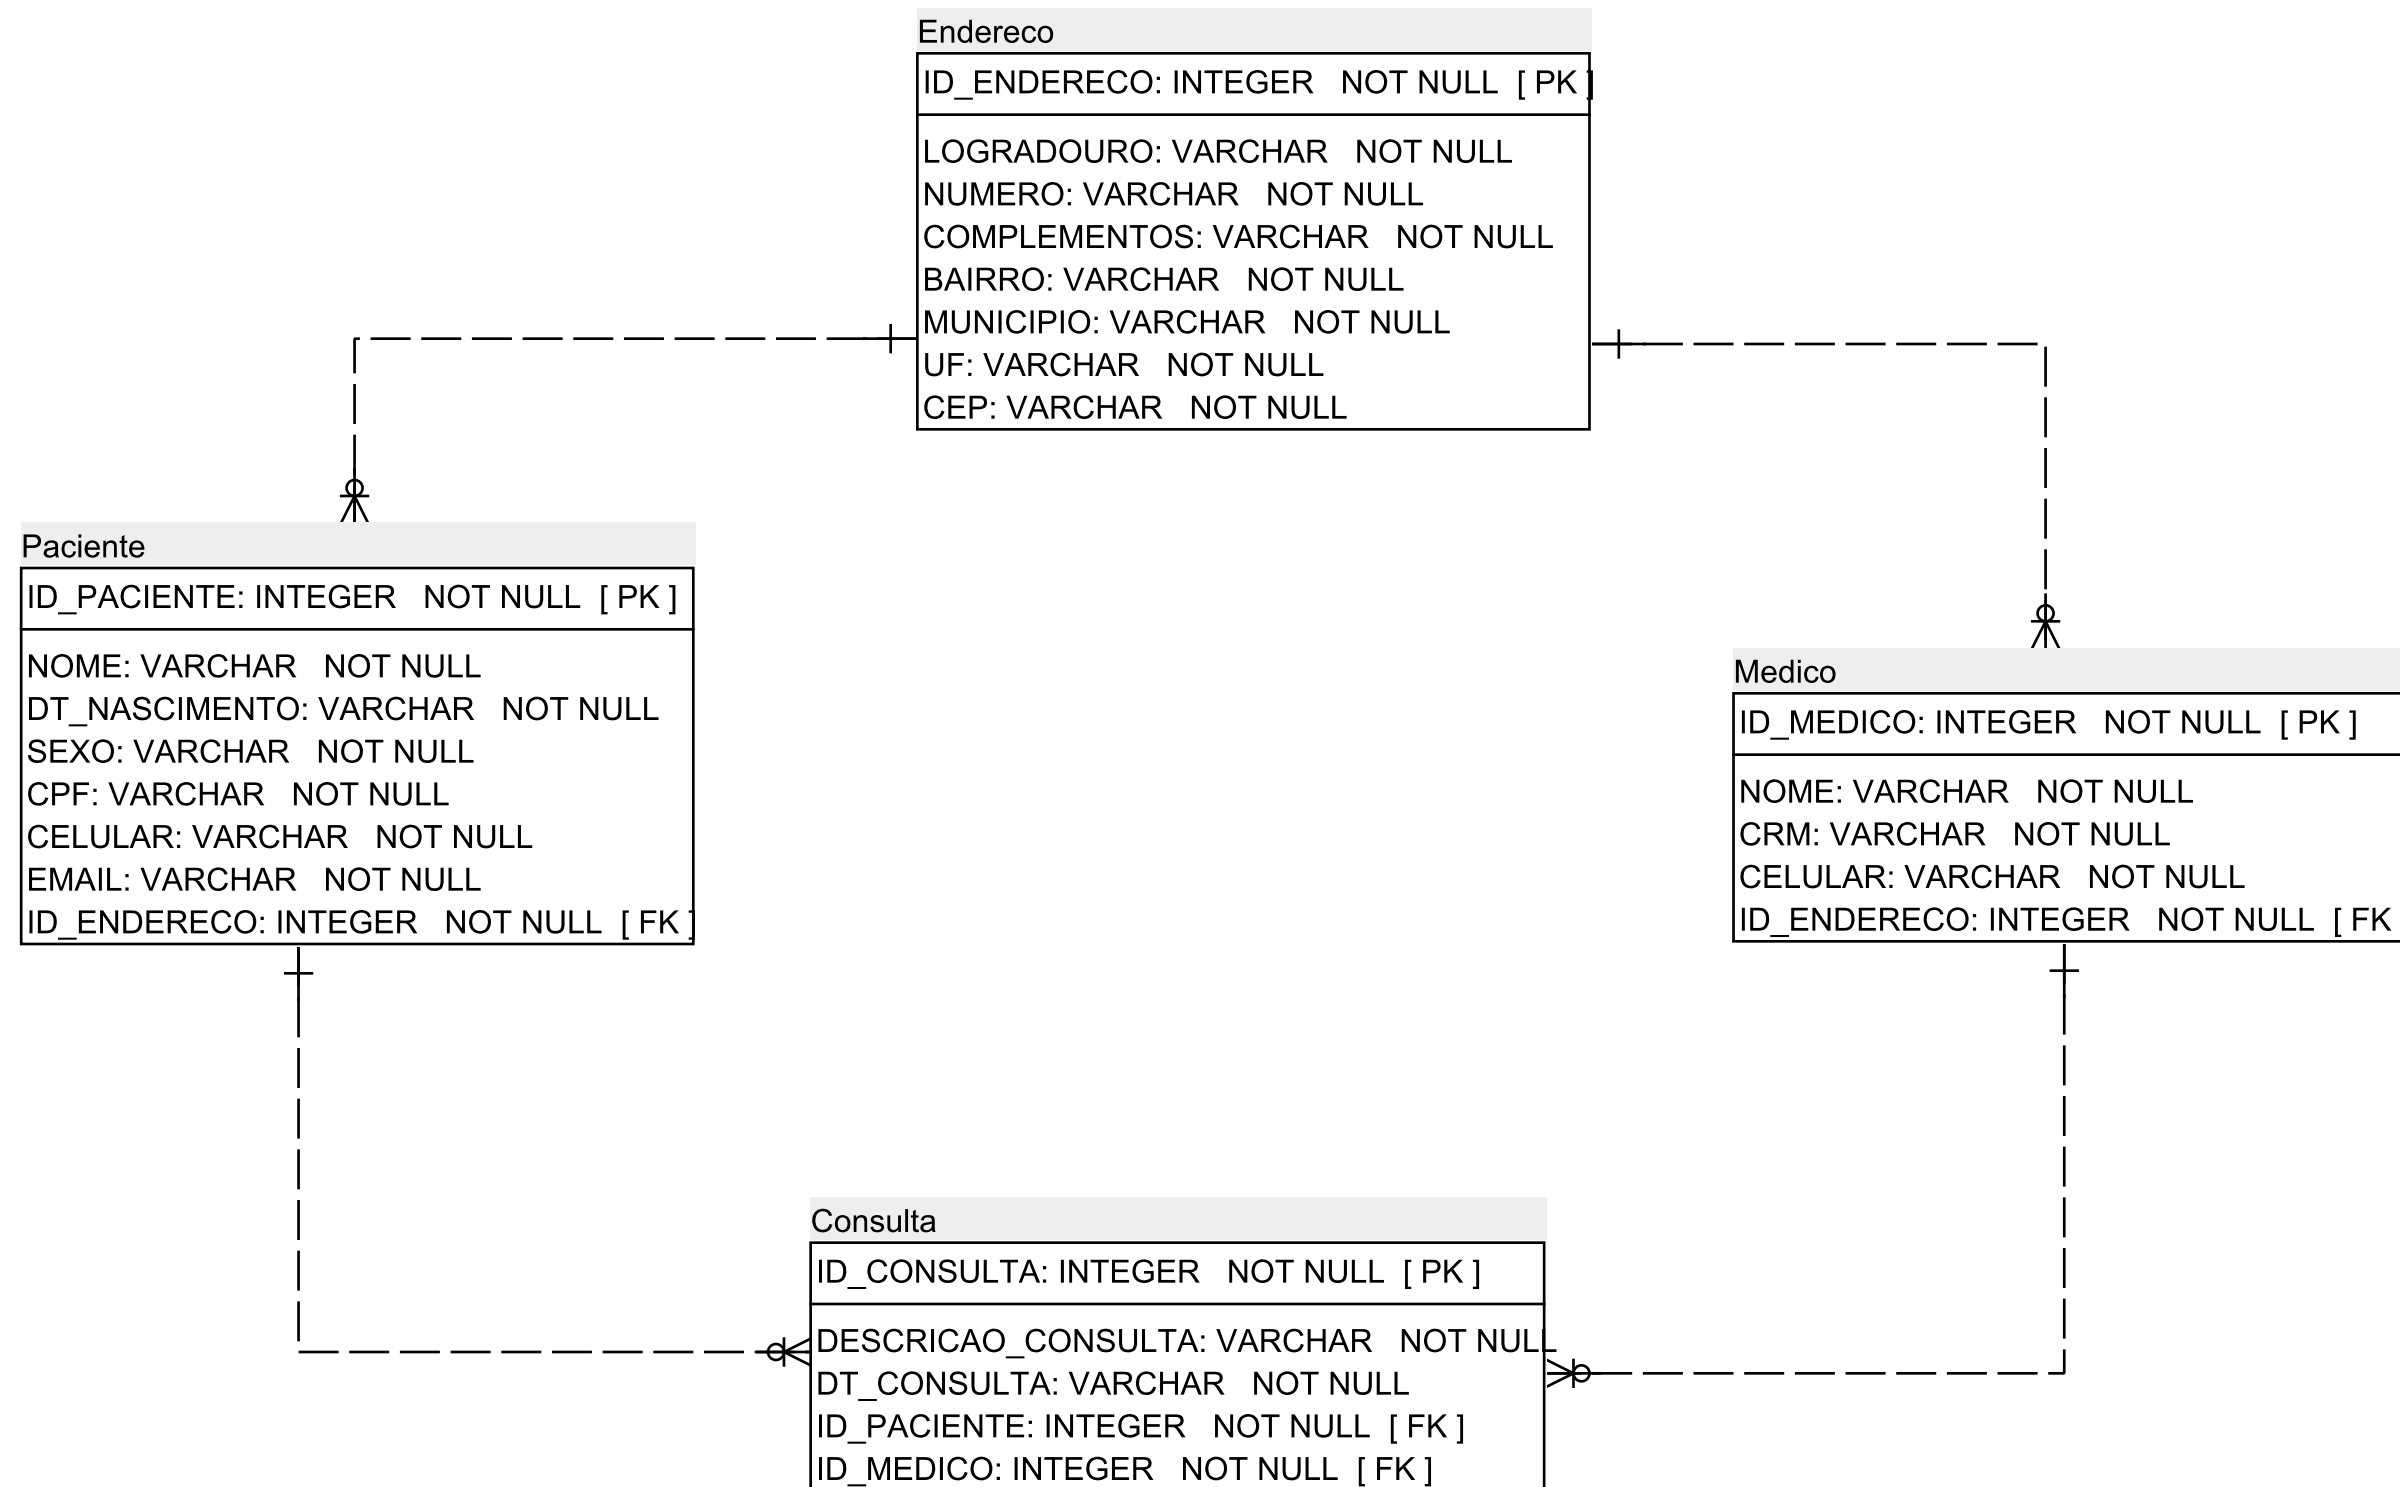 Endereco
ID_ENDERECO: INTEGER NOT NULL [ PK ]
LOGRADOURO: VARCHAR NOT NULL
NUMERO: VARCHAR NOT NULL
COMPLEMENTOS: VARCHAR NOT NULL
BAIRRO: VARCHAR NOT NULL
MUNICIPIO: VARCHAR NOT NULL
UF: VARCHAR NOT NULL
CEP: VARCHAR NOT NULL
Paciente
ID_PACIENTE: INTEGER NOT NULL [ PK ]
NOME: VARCHAR NOT NULL
DT_NASCIMENTO: VARCHAR NOT NULL
SEXO: VARCHAR NOT NULL
CPF: VARCHAR NOT NULL
CELULAR: VARCHAR NOT NULL
EMAIL: VARCHAR NOT NULL
ID_ENDERECO: INTEGER NOT NULL [ FK ]
Medico
ID_MEDICO: INTEGER NOT NULL [ PK ]
NOME: VARCHAR NOT NULL
CRM: VARCHAR NOT NULL
CELULAR: VARCHAR NOT NULL
ID_ENDERECO: INTEGER NOT NULL [ FK
Consulta
ID_CONSULTA: INTEGER NOT NULL [ PK ]
DESCRICAO_CONSULTA: VARCHAR NOT NULL
DT_CONSULTA: VARCHAR NOT NULL
ID_PACIENTE: INTEGER NOT NULL [ FK ]
ID_MEDICO: INTEGER NOT NULL [ FK ]